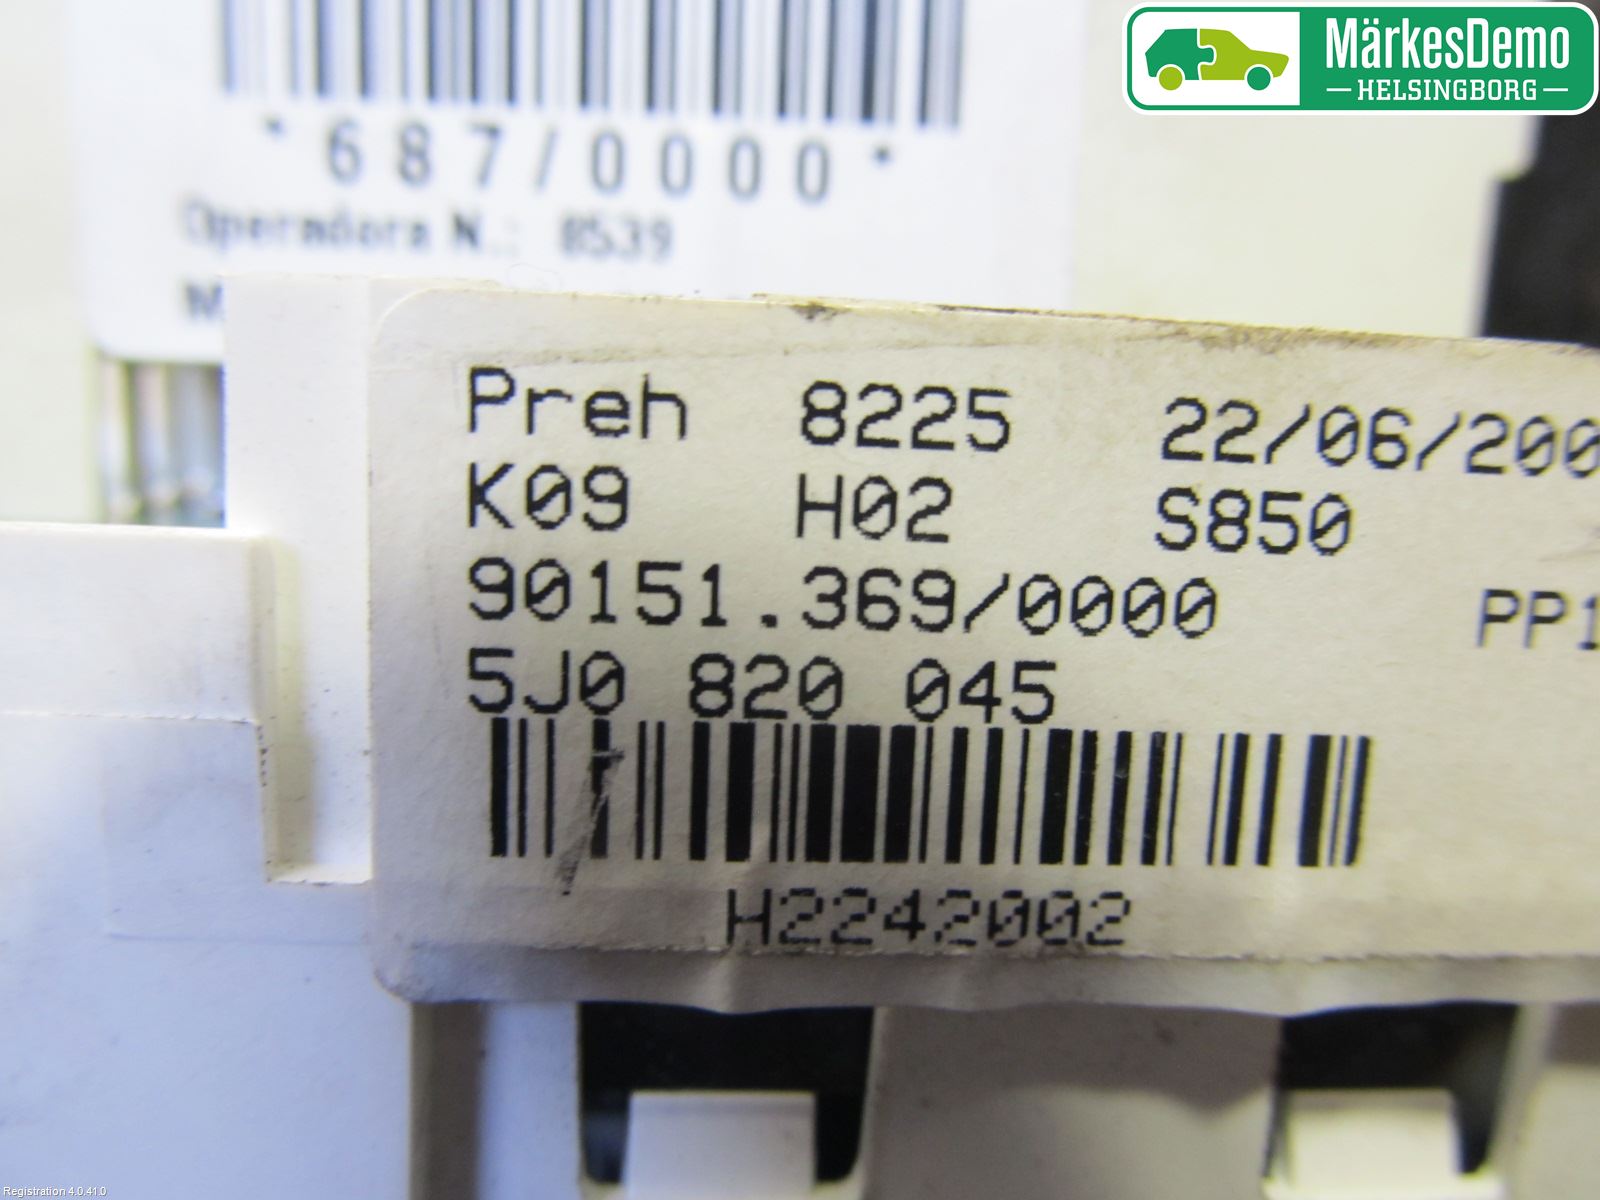 MärkesDemo
HELSINGBORG
*687/0000*
Operadora N.: 8539
Preh 8225 22/06/200
K09 H02 S850
90151.369/0000 PP1
5J0 820 045
H2242002
Registration 4.0.41.0